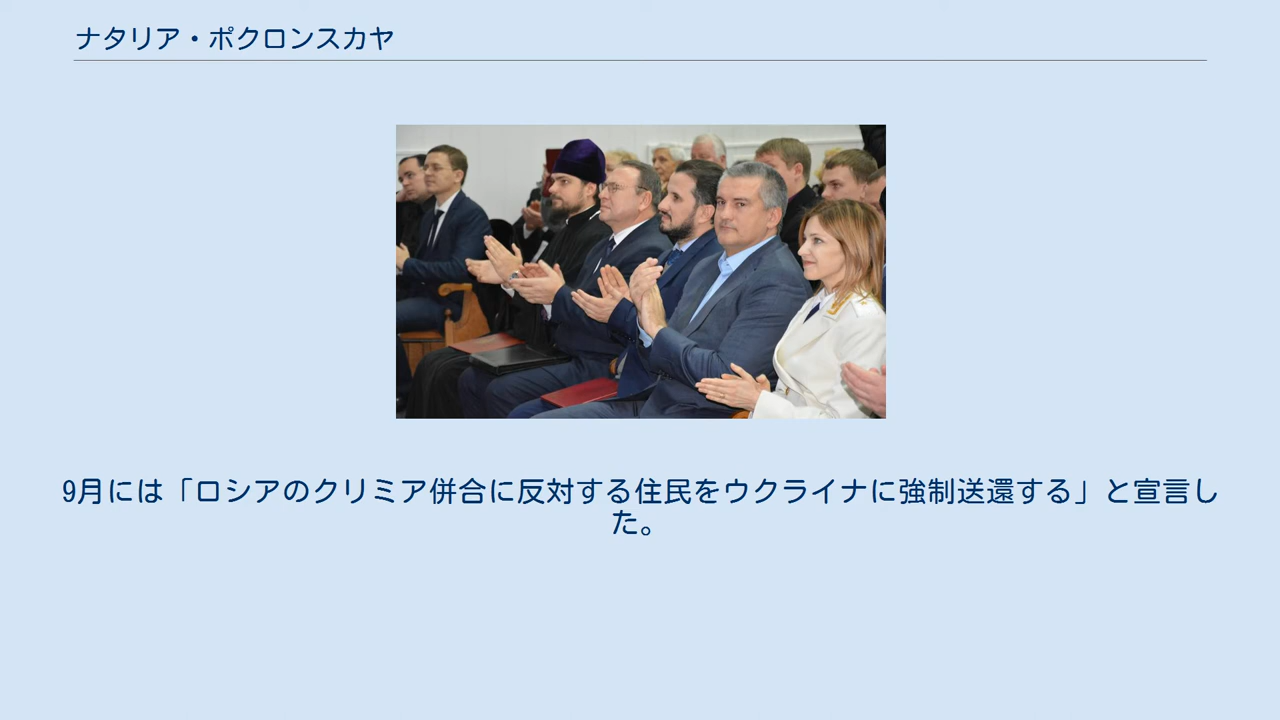 ナタリア・ポクロンスカヤ
9月には「ロシアのクリミア併合に反対する住民をウクライナに強制送還する」と宣言し
た。